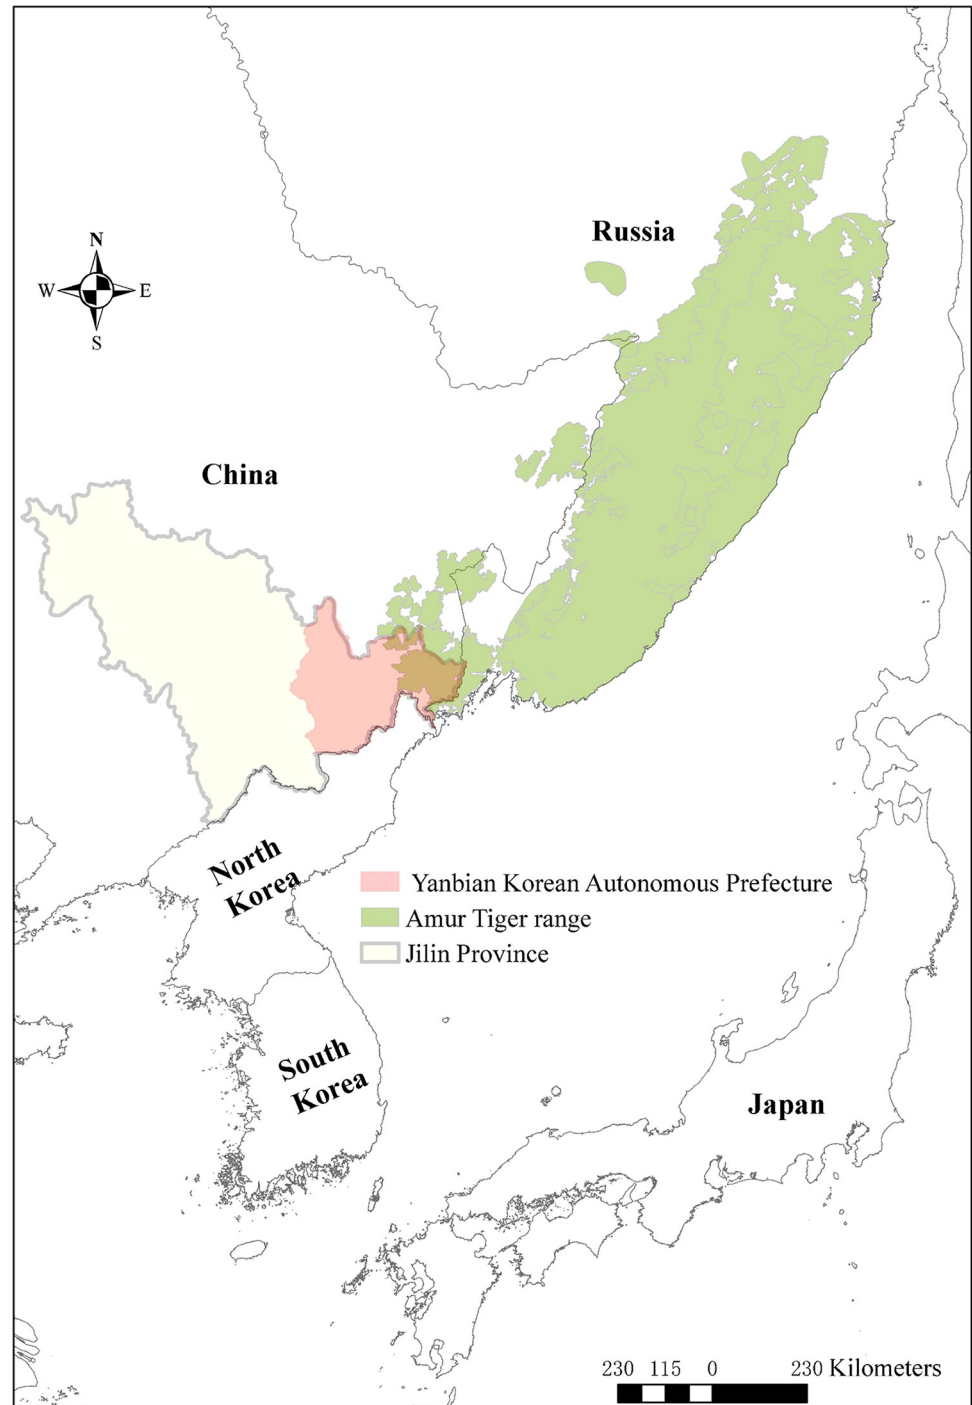 Russia
N
W E
S
China
North
Korea
Yanbian Korean Autonomous Prefecture
Amur Tiger range
Jilin Province
South
Korea
Japan
230 115 0 230 Kilometers